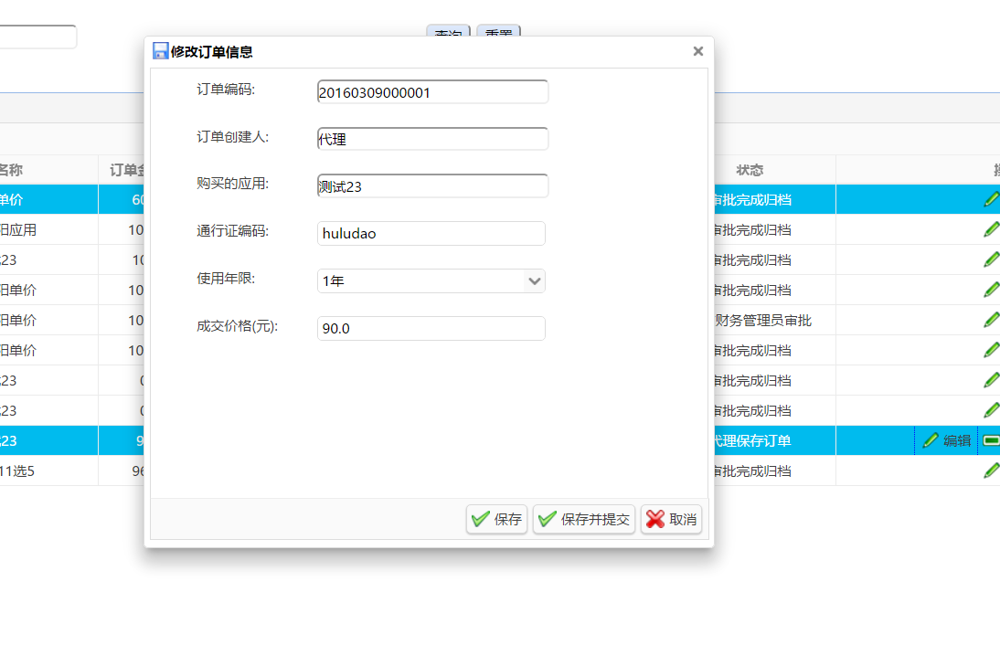 查询 重置
修改订单信息
订单编码: 20160309000001
订单创建人: 代理
购买的应用: 测试23
通行证编码: huludao
使用年限: 1年
成交价格(元): 90.0
保存 保存并提交 取消
名称 订单金 状态
单价 60 审批完成归档
阳应用 10 审批完成归档
23 10 审批完成归档
阳单价 10 审批完成归档
阳单价 10 财务管理员审批
阳单价 10 审批完成归档
23 0 审批完成归档
23 0 审批完成归档
23 9 代理保存订单 编辑
11选5 96 审批完成归档